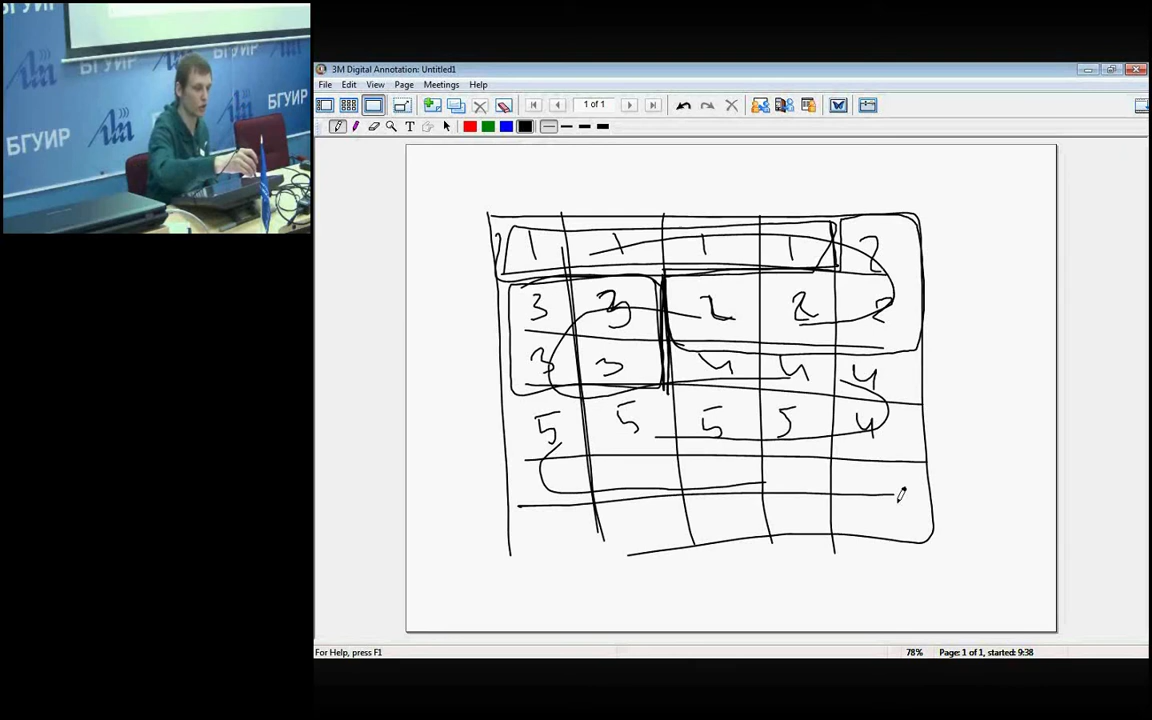 БГУИР
БГУИР
БГУИР
БГУИР
3M Digital Annotation: Untitled1
File Edit View Page Meetings Help
1 of 1
T
1 1 1 1 2
3 3 2 2 2
3 3 4 4 4
5 5 5 5 4
For Help, press F1
78% Page: 1 of 1, started: 9:38